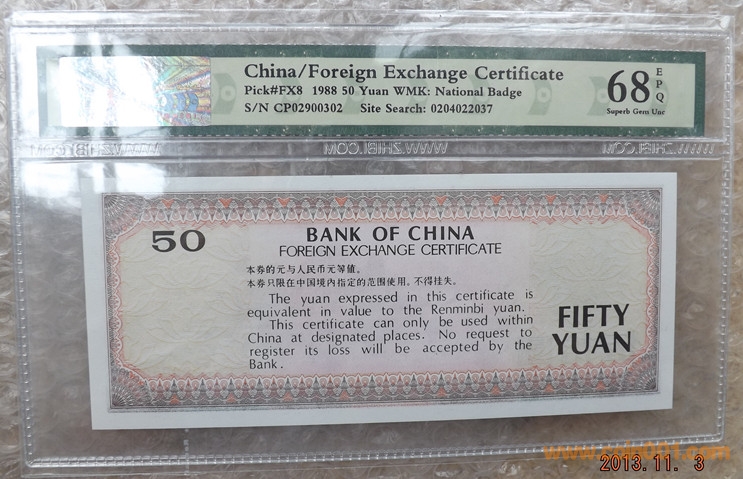 China/Foreign Exchange Certificate
Pick#FX8 1988 50 Yuan WMK: National Badge
S/N CP02900302 Site Search: 0204022037
68 EPQ
Superb Gem Unc
WWW.ZHIBI.COM
50
BANK OF CHINA
FOREIGN EXCHANGE CERTIFICATE
本券的元与人民币元等值。
本券只限在中国境内指定的范围使用，不得挂失。
The yuan expressed in this certificate is
equivalent in value to the Renminbi yuan.
This certificate can only be used within
China at designated places. No request to
register its loss will be accepted by the
Bank.
FIFTY
YUAN
2013.11. 3